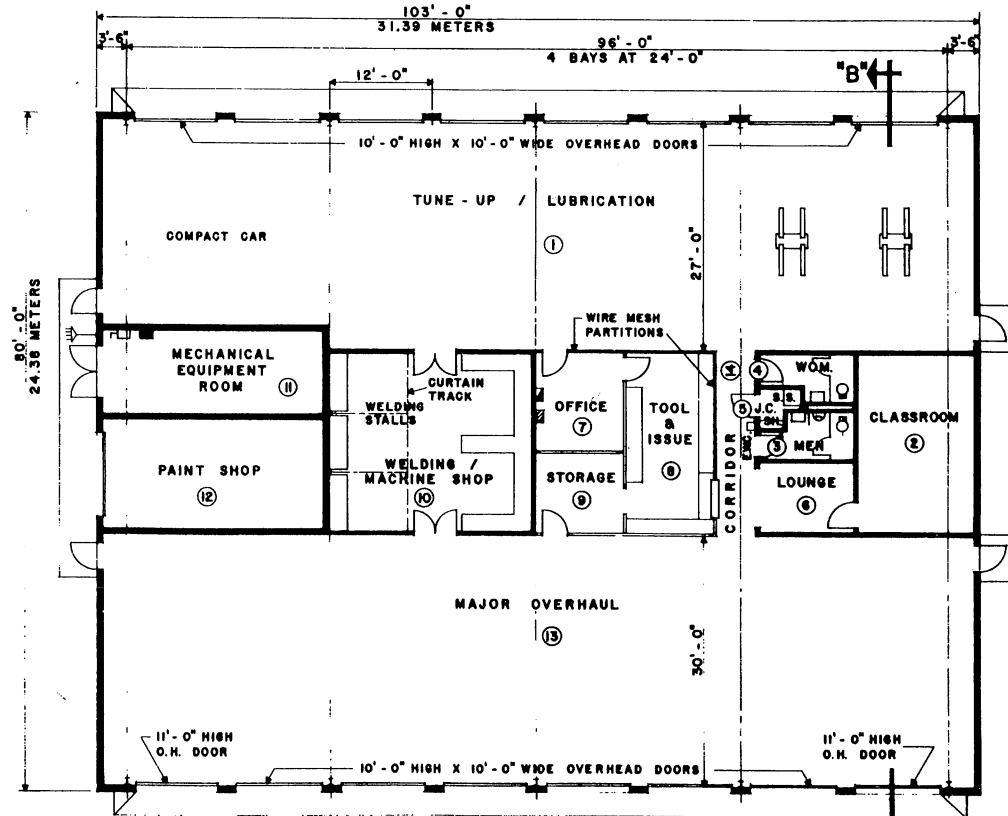 103'-0"
31.39 METERS
3'-6"
96'-0"
3'-6"
4 BAYS AT 24'-0"
12'-0"
"B"
10'-0" HIGH X 10'-0" WIDE OVERHEAD DOORS
TUNE-UP / LUBRICATION
1
COMPACT CAR
27'-0"
80'-0"
24.38 METERS
WIRE MESH
PARTITIONS
MECHANICAL
EQUIPMENT
ROOM
11
CURTAIN
TRACK
WELDING
STALLS
OFFICE
7
TOOL
&
ISSUE
8
14
4
WOM.
S.S.
5
J.C.
SH.
EWC
3
MEN
CLASSROOM
2
PAINT SHOP
12
WELDING /
MACHINE SHOP
10
STORAGE
9
CORRIDOR
LOUNGE
6
MAJOR OVERHAUL
13
30'-0"
11'-0" HIGH
O.H. DOOR
11'-0" HIGH
O.H. DOOR
10'-0" HIGH X 10'-0" WIDE OVERHEAD DOORS